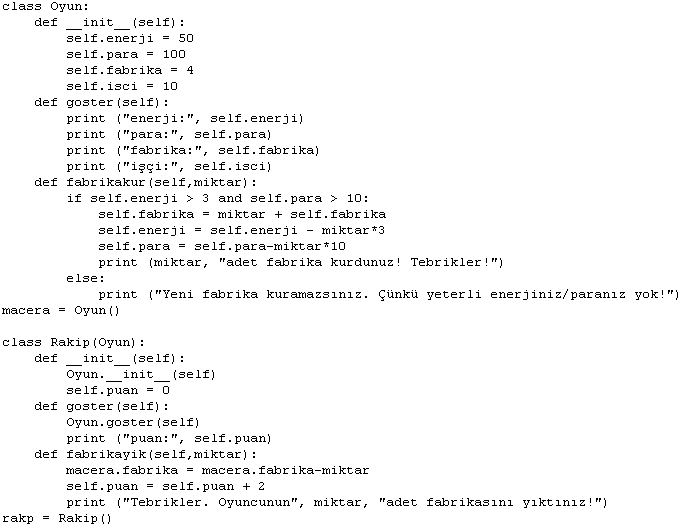 class Oyun:
    def __init__(self):
        self.enerji = 50
        self.para = 100
        self.fabrika = 4
        self.isci = 10
    def goster(self):
        print ("enerji:", self.enerji)
        print ("para:", self.para)
        print ("fabrika:", self.fabrika)
        print ("işçi:", self.isci)
    def fabrikakur(self,miktar):
        if self.enerji > 3 and self.para > 10:
            self.fabrika = miktar + self.fabrika
            self.enerji = self.enerji - miktar*3
            self.para = self.para-miktar*10
            print (miktar, "adet fabrika kurdunuz! Tebrikler!")
        else:
            print ("Yeni fabrika kuramazsınız. Çünkü yeterli enerjiniz/paranız yok!")
macera = Oyun()

class Rakip(Oyun):
    def __init__(self):
        Oyun.__init__(self)
        self.puan = 0
    def goster(self):
        Oyun.goster(self)
        print ("puan:", self.puan)
    def fabrikayik(self,miktar):
        macera.fabrika = macera.fabrika-miktar
        self.puan = self.puan + 2
        print ("Tebrikler. Oyuncunun", miktar, "adet fabrikasını yıktınız!")
rakp = Rakip()